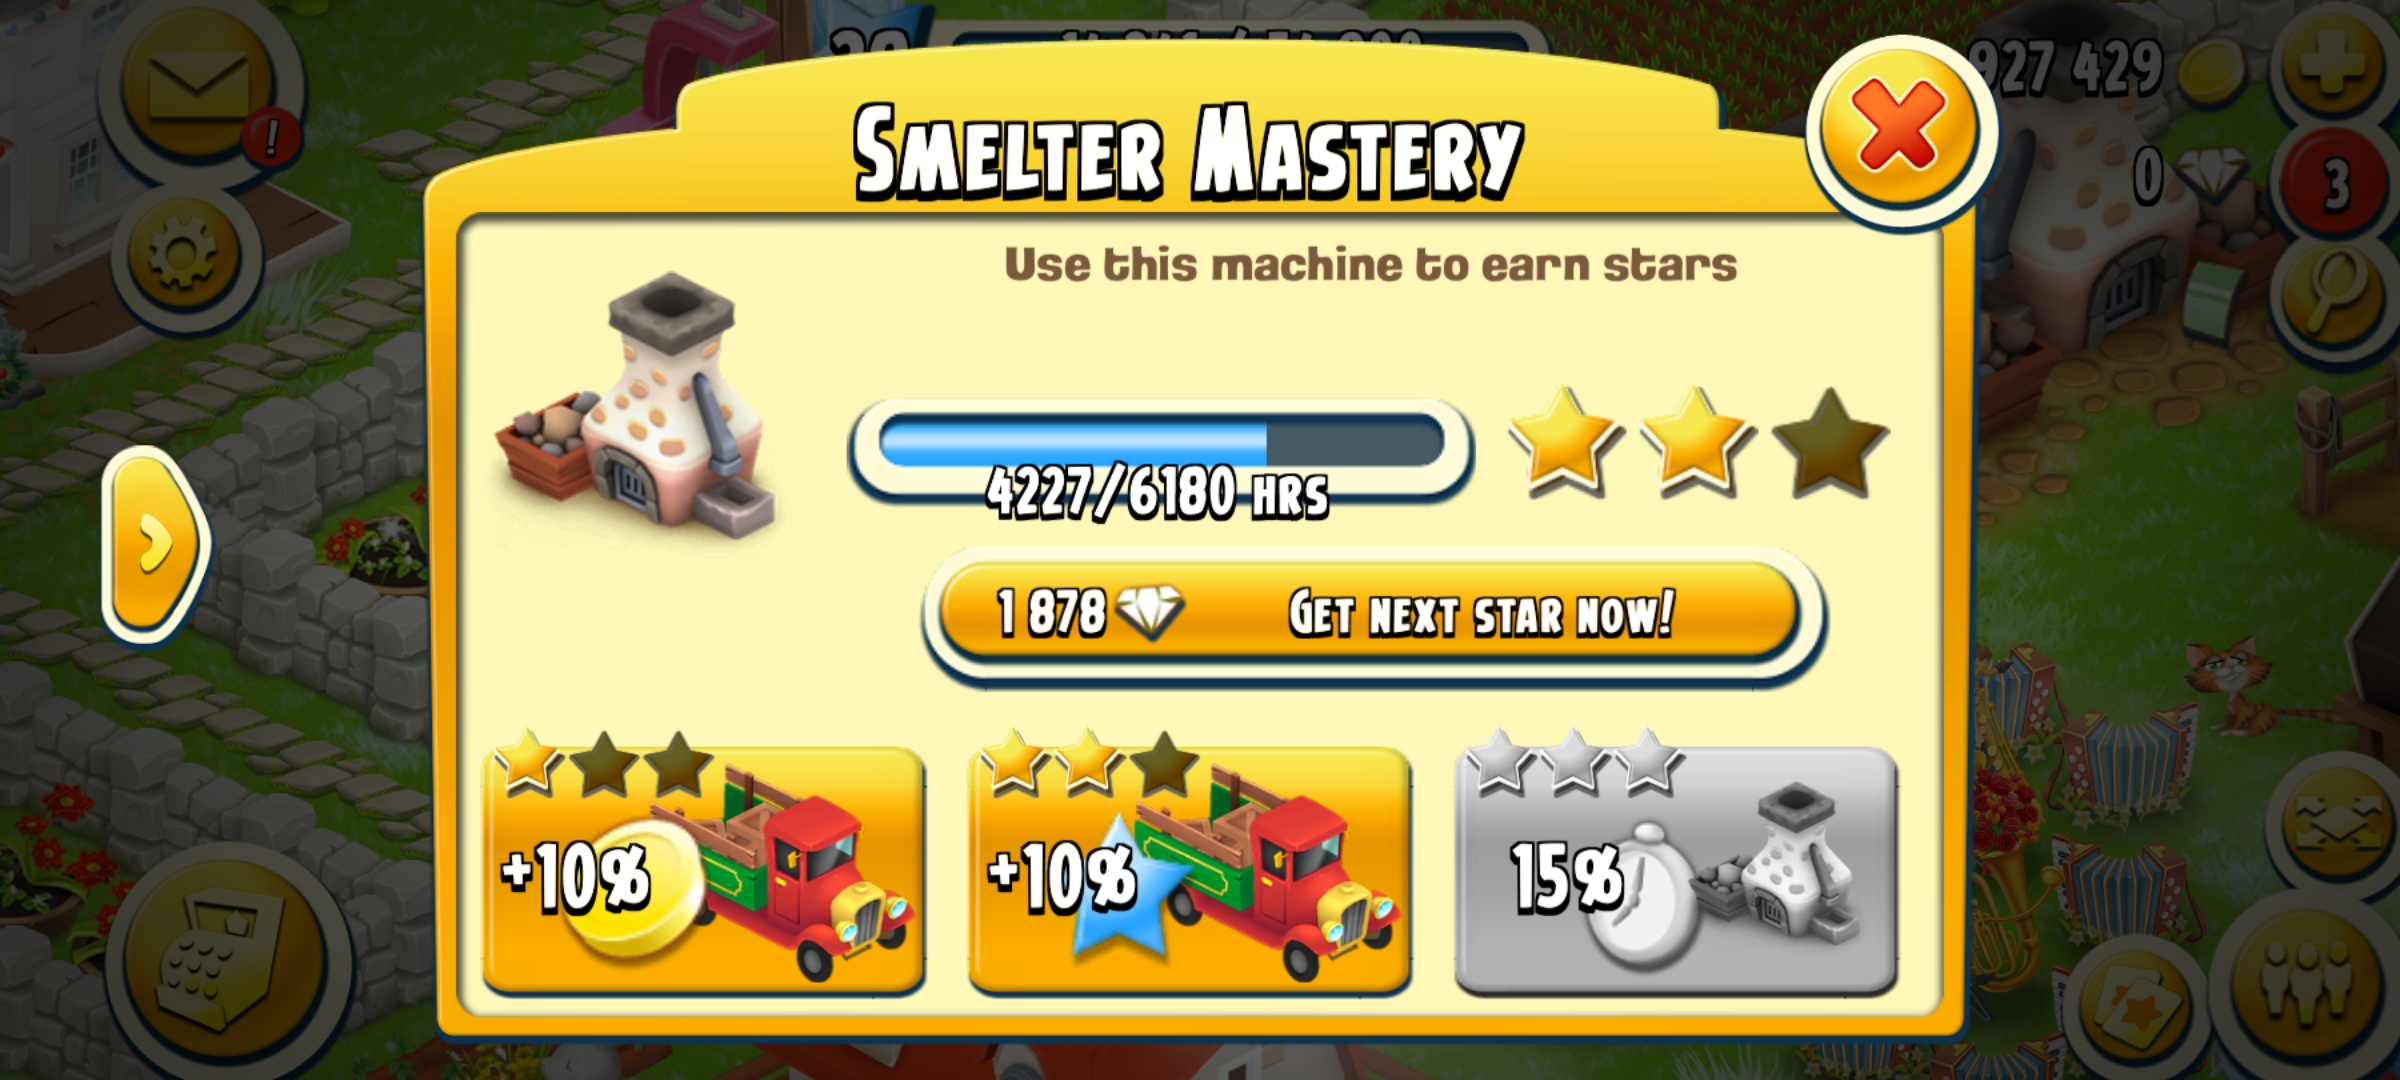 927 429
SMELTER MASTERY
0
3
!
Use this machine to earn stars
4227/6180 HRS
1 878
GET NEXT STAR NOW!
+10%
+10%
15%